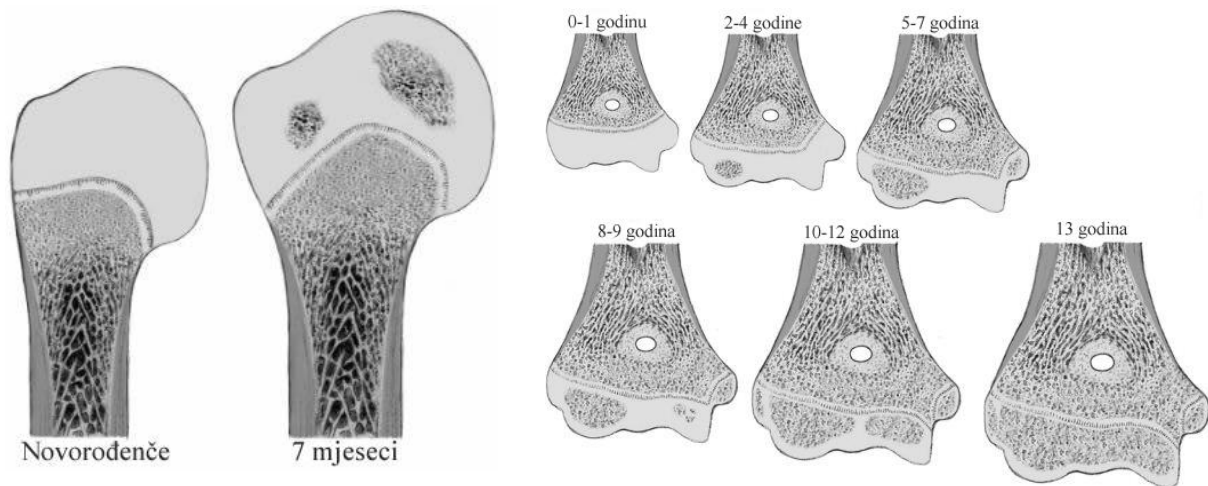 0-1 godinu
2-4 godine
5-7 godina
8-9 godina
10-12 godina
13 godina
Novorođenče
7 mjeseci